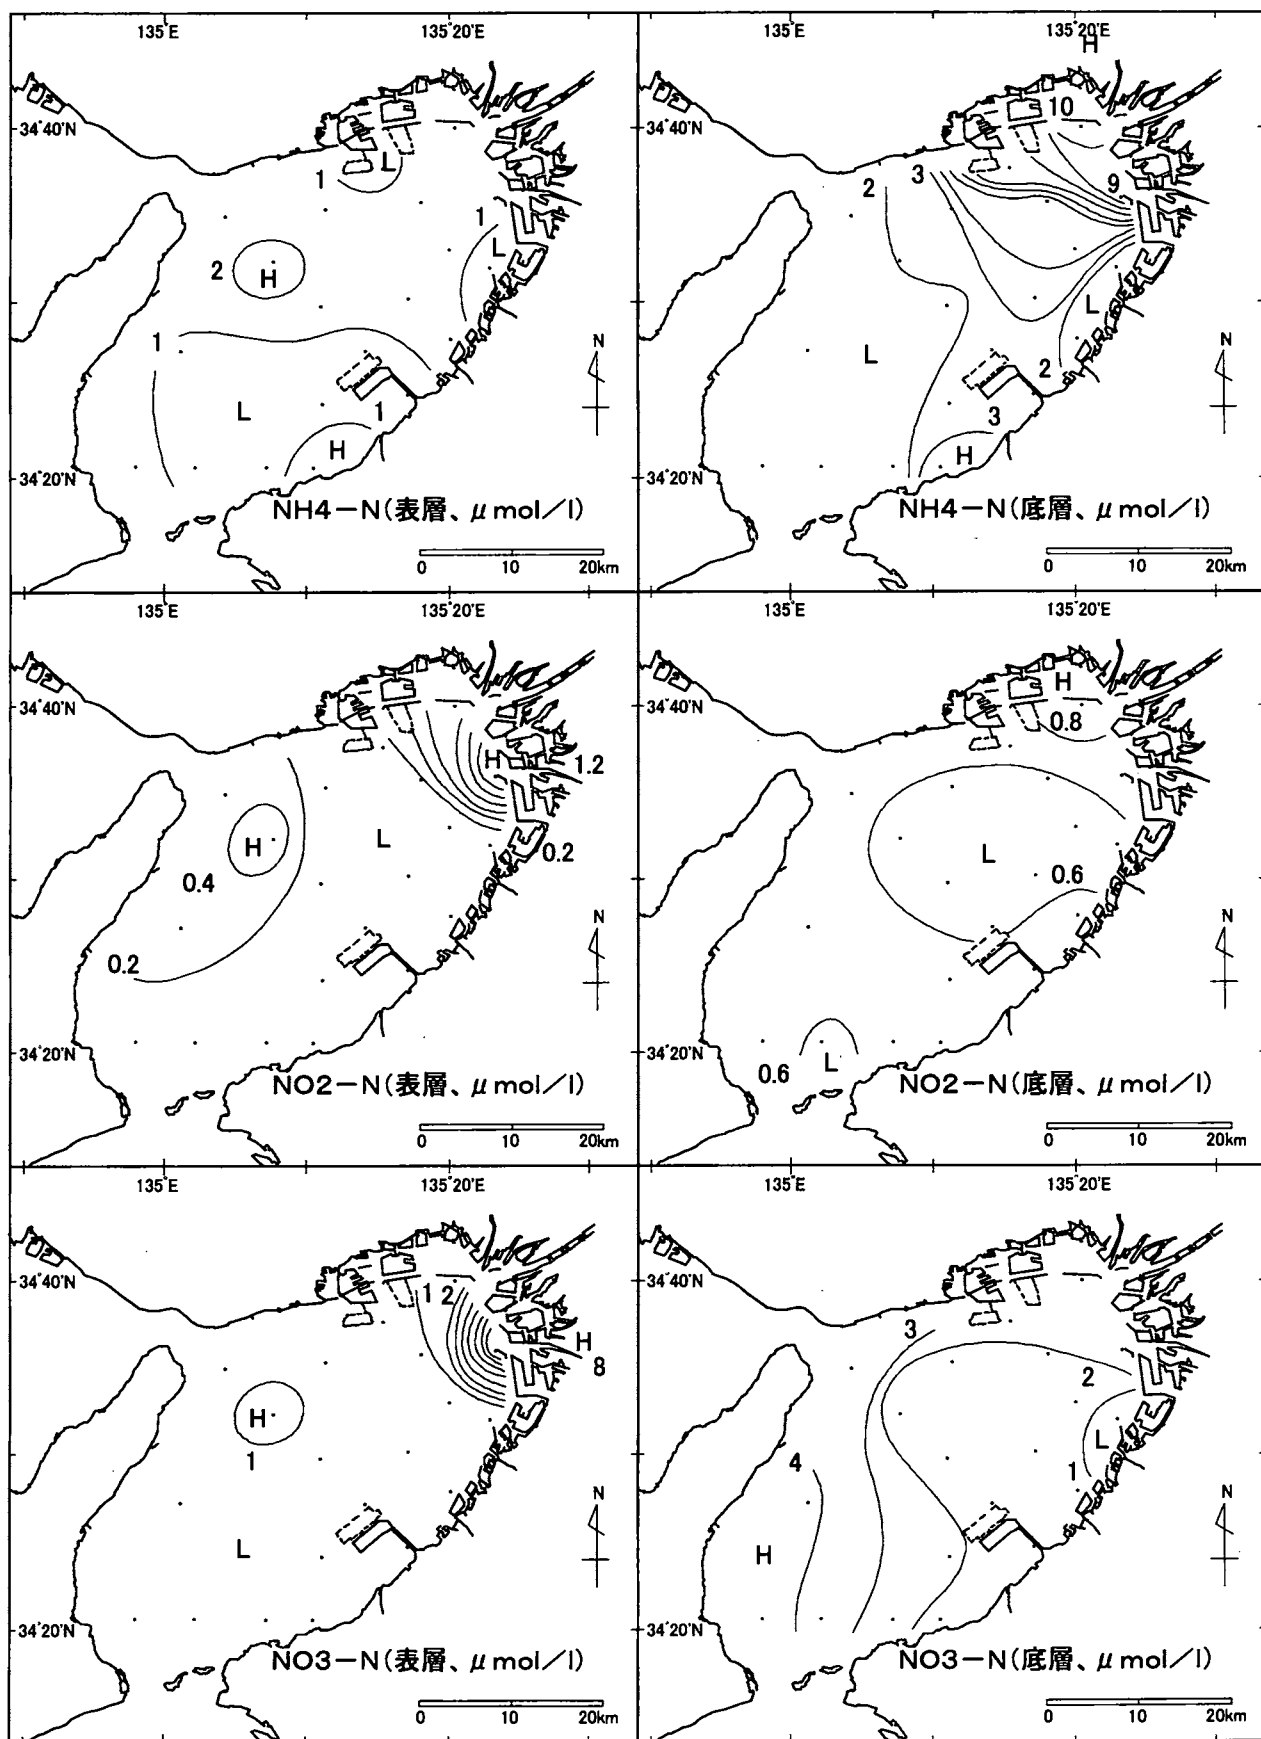 135°E 135°20′E
34°40′N
L
1
1
L
2
H
1
N
L
1
H
34°20′N
NH4-N(表層、μmol/l)
0 10 20km
135°E 135°20′E
H
10
34°40′N
2 3
9
L
L
N
2
3
H
34°20′N
NH4-N(底層、μmol/l)
0 10 20km
135°E 135°20′E
34°40′N
H
1.2
H
L
0.2
0.4
N
0.2
34°20′N
NO2-N(表層、μmol/l)
0 10 20km
135°E 135°20′E
H
34°40′N
0.8
L
0.6
N
34°20′N
0.6 L
NO2-N(底層、μmol/l)
0 10 20km
135°E 135°20′E
34°40′N
1 2
H
8
H
1
N
L
34°20′N
NO3-N(表層、μmol/l)
0 10 20km
135°E 135°20′E
34°40′N
3
2
L
4
1
N
H
34°20′N
NO3-N(底層、μmol/l)
0 10 20km